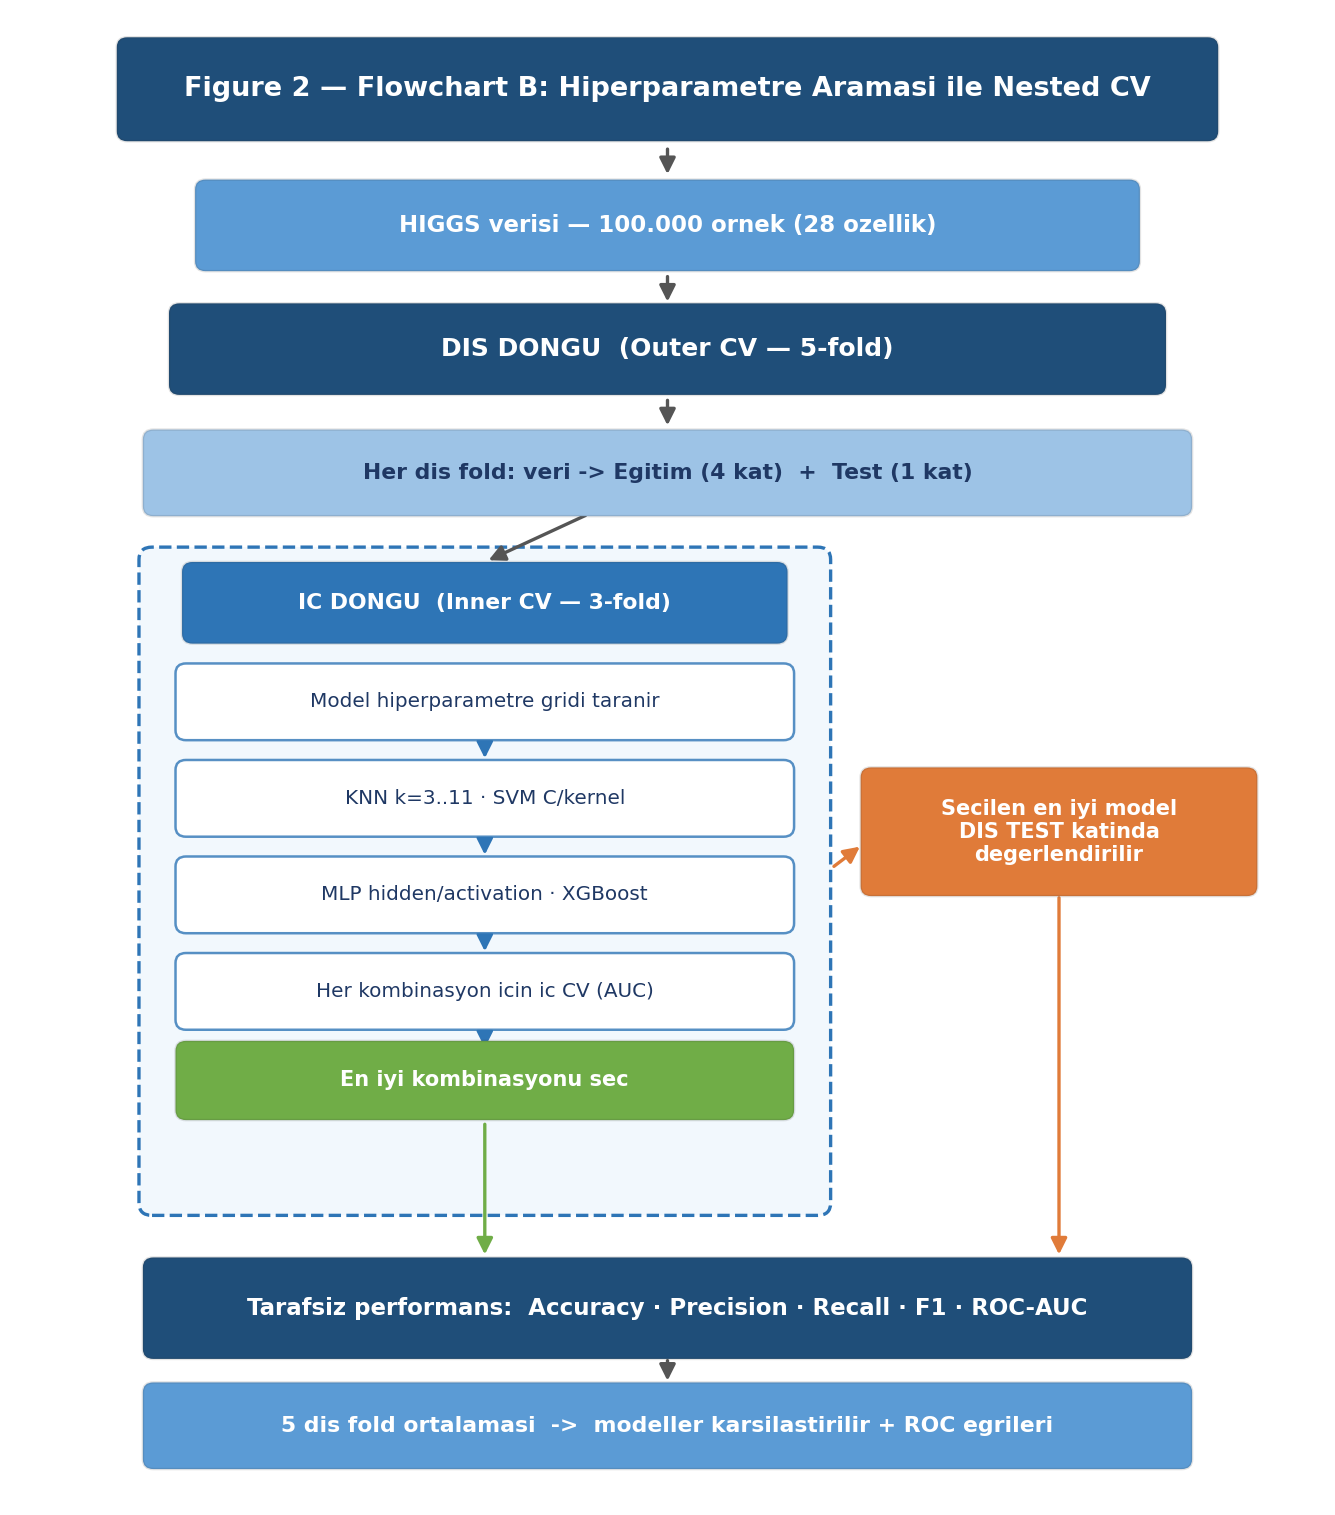 Figure 2 — Flowchart B: Hiperparametre Aramasi ile Nested CV
HIGGS verisi — 100.000 ornek (28 ozellik)
DIS DONGU (Outer CV — 5-fold)
Her dis fold: veri -> Egitim (4 kat) + Test (1 kat)
IC DONGU (Inner CV — 3-fold)
Model hiperparametre gridi taranir
KNN k=3..11 · SVM C/kernel
MLP hidden/activation · XGBoost
Her kombinasyon icin ic CV (AUC)
En iyi kombinasyonu sec
Secilen en iyi model
DIS TEST katinda
degerlendirilir
Tarafsiz performans: Accuracy · Precision · Recall · F1 · ROC-AUC
5 dis fold ortalamasi -> modeller karsilastirilir + ROC egrileri